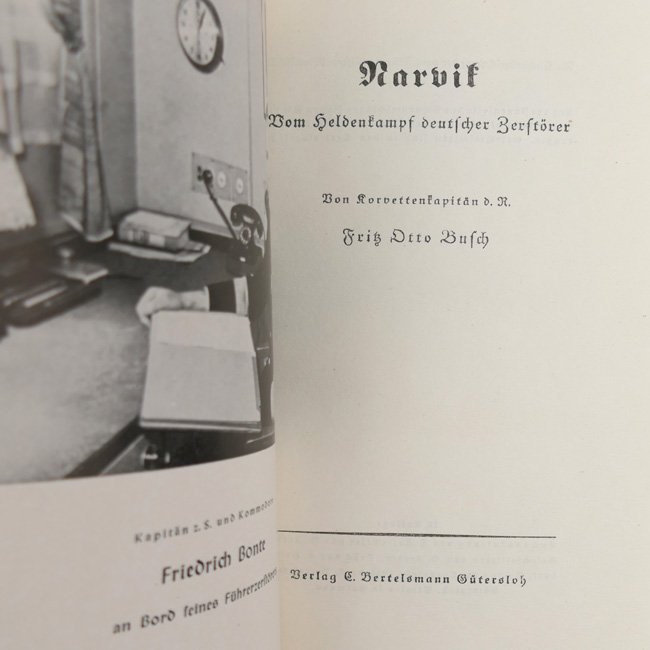 Kapitän z. S. und Kommodore
Friedrich Bonte
an Bord seines Führerzerstörers
Narvik
Vom Heldenkampf deutscher Zerstörer
Von Korvettenkapitän d. R.
Fritz Otto Busch
Verlag C. Bertelsmann Gütersloh